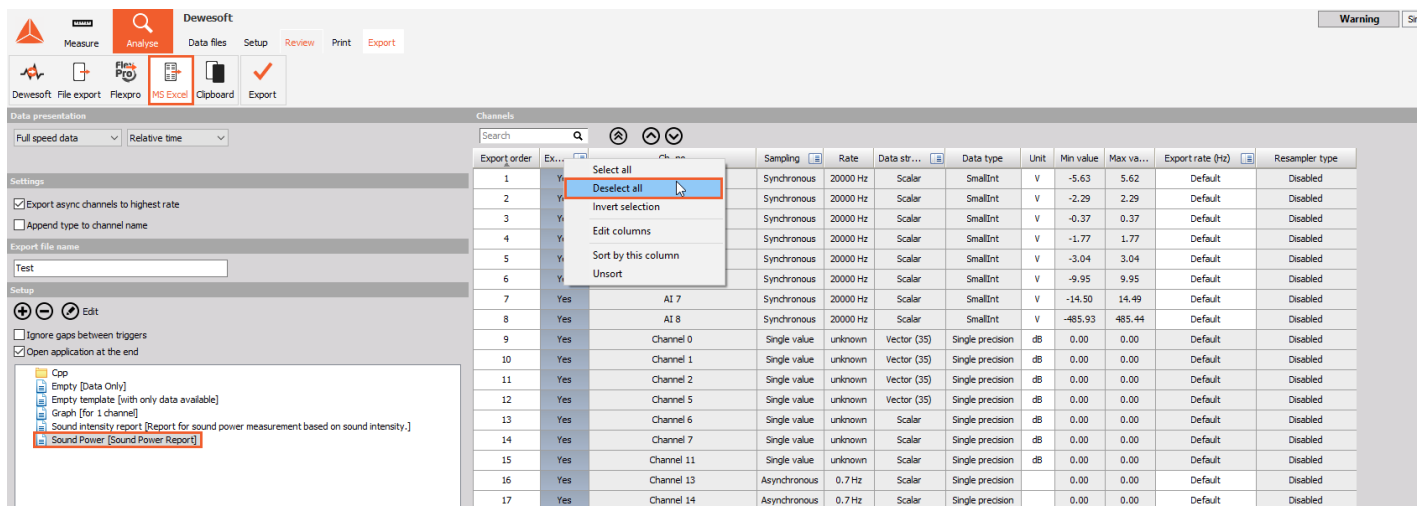 Dewesoft
Warning
Measure Analyse Data files Setup Review Print Export
Dewesoft File export Flexpro MS Excel Clipboard Export
Data presentation
Full speed data Relative time
Settings
Export async channels to highest rate
Append type to channel name
Export file name
Test
Setup
Edit
Ignore gaps between triggers
Open application at the end
Cpp
Empty [Data Only]
Empty template [with only data available]
Graph [for 1 channel]
Sound intensity report [Report for sound power measurement based on sound intensity.]
Sound Power [Sound Power Report]
Channels
Search
Export order Ex... Sampling Rate Data str... Data type Unit Min value Max va... Export rate (Hz) Resampler type
Select all
Deselect all
Invert selection
Edit columns
Sort by this column
Unsort
1 Synchronous 20000 Hz Scalar SmallInt V -5.63 5.62 Default Disabled
2 Synchronous 20000 Hz Scalar SmallInt V -2.29 2.29 Default Disabled
3 Synchronous 20000 Hz Scalar SmallInt V -0.37 0.37 Default Disabled
4 Synchronous 20000 Hz Scalar SmallInt V -1.77 1.77 Default Disabled
5 Synchronous 20000 Hz Scalar SmallInt V -3.04 3.04 Default Disabled
6 Synchronous 20000 Hz Scalar SmallInt V -9.95 9.95 Default Disabled
7 Yes AI 7 Synchronous 20000 Hz Scalar SmallInt V -14.50 14.49 Default Disabled
8 Yes AI 8 Synchronous 20000 Hz Scalar SmallInt V -485.93 485.44 Default Disabled
9 Yes Channel 0 Single value unknown Vector (35) Single precision dB 0.00 0.00 Default Disabled
10 Yes Channel 1 Single value unknown Vector (35) Single precision dB 0.00 0.00 Default Disabled
11 Yes Channel 2 Single value unknown Vector (35) Single precision dB 0.00 0.00 Default Disabled
12 Yes Channel 5 Single value unknown Vector (35) Single precision dB 0.00 0.00 Default Disabled
13 Yes Channel 6 Single value unknown Scalar Single precision dB 0.00 0.00 Default Disabled
14 Yes Channel 7 Single value unknown Scalar Single precision dB 0.00 0.00 Default Disabled
15 Yes Channel 11 Single value unknown Scalar Single precision dB 0.00 0.00 Default Disabled
16 Yes Channel 13 Asynchronous 0.7 Hz Scalar Single precision 0.00 0.00 Default Disabled
17 Yes Channel 14 Asynchronous 0.7 Hz Scalar Single precision 0.00 0.00 Default Disabled